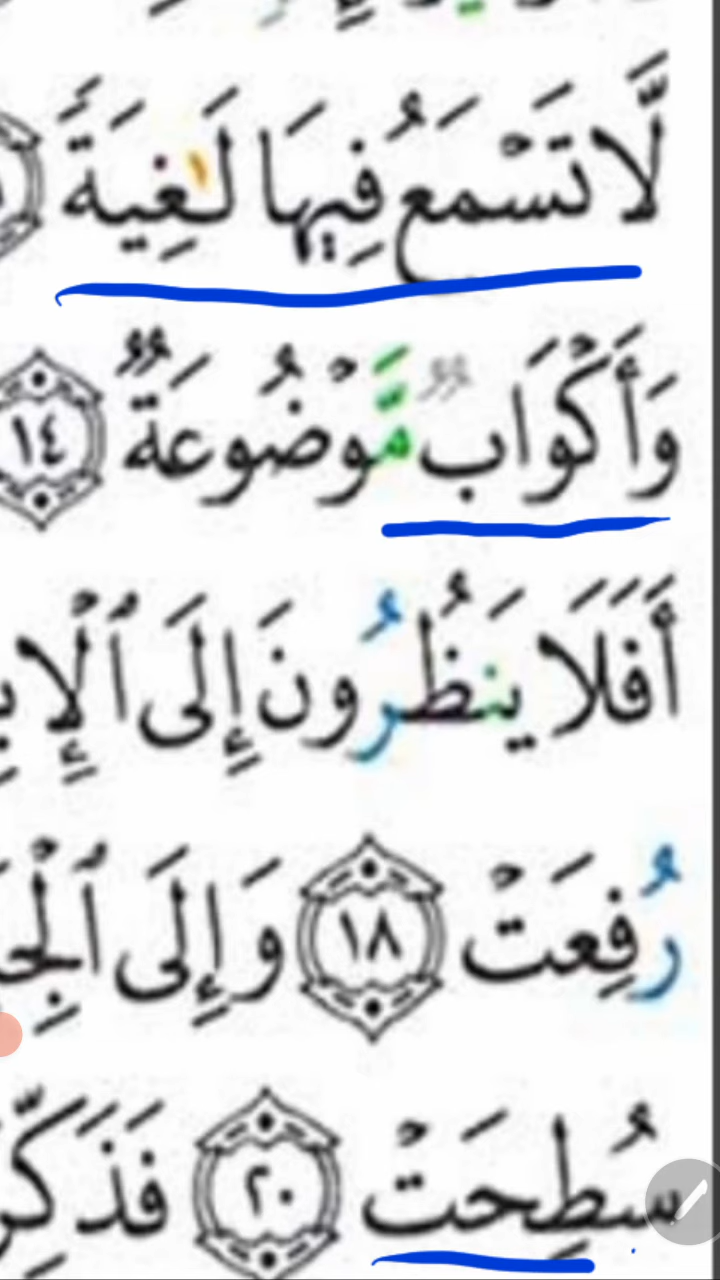 لَّا تَسْمَعُ فِيهَا لَٰغِيَةً
وَأَكْوَابٌ مَّوْضُوعَةٌ ١٤
أَفَلَا يَنظُرُونَ إِلَى ٱلْإِ
رُفِعَتْ ١٨ وَإِلَى ٱلْجِ
سُطِحَتْ ٢٠ فَذَكِّرْ